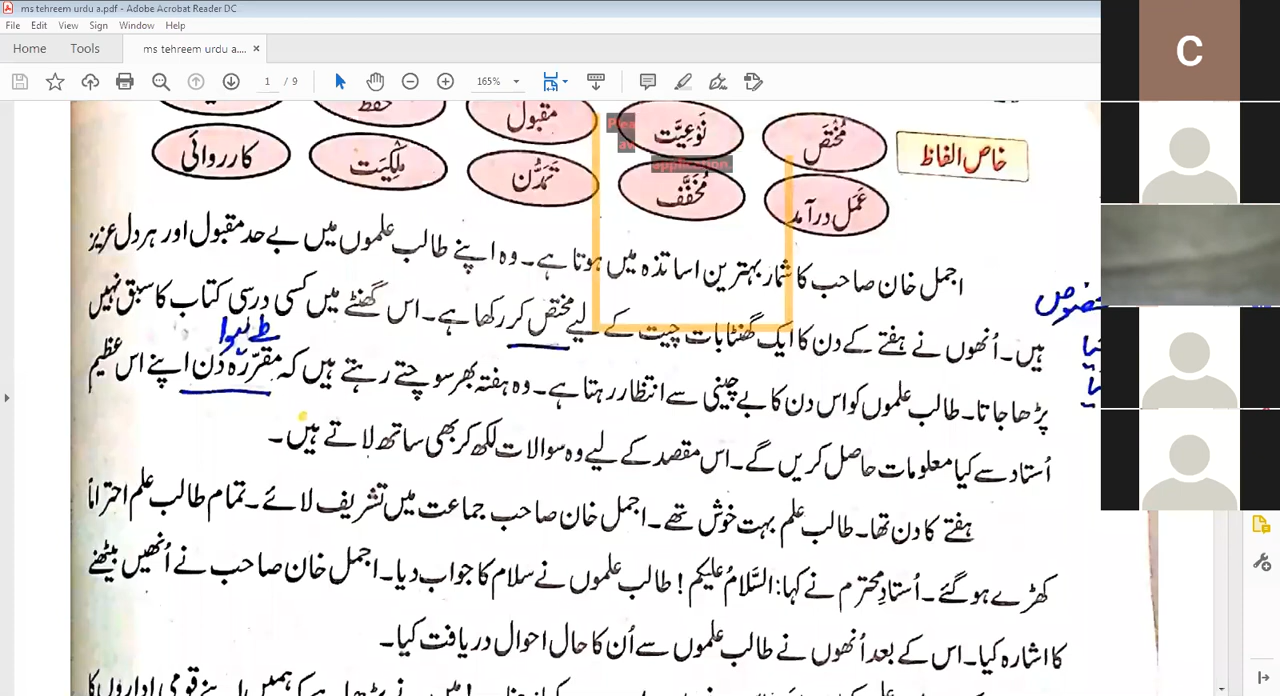 ms tehreem urdu a.pdf - Adobe Acrobat Reader DC
File Edit View Sign Window Help
Home Tools ms tehreem urdu a.... ×
1 / 9 165%
C
خاص الفاظ
مُخْتَص نَوعِیَّت مقبول
عَمَل درآمد مُخَفَّف تَمَدُّن مِلکِیَت کارروائی
application
اجمل خان صاحب کا شمار بہترین اساتذہ میں ہوتا ہے۔ وہ اپنے طالب علموں میں بے حد مقبول اور ہر دل عزیز
ہیں۔ اُنھوں نے ہفتے کے دن کا ایک گھنٹا بات چیت کے لیے مختص کر رکھا ہے۔ اس گھنٹے میں کسی درسی کتاب کا سبق نہیں
طے ہوا
پڑھا جاتا۔ طالب علموں کو اس دن کا بے چینی سے انتظار رہتا ہے۔ وہ ہفتہ بھر سوچتے رہتے ہیں کہ مقرّرہ دن اپنے اس عظیم
اُستاد سے کیا معلومات حاصل کریں گے۔ اس مقصد کے لیے وہ سوالات لکھ کر بھی ساتھ لاتے ہیں۔
ہفتے کا دن تھا۔ طالب علم بہت خوش تھے۔ اجمل خان صاحب جماعت میں تشریف لائے۔ تمام طالب علم احتراماً
کھڑے ہو گئے۔ اُستادِ محترم نے کہا: السَّلامُ علیکم! طالب علموں نے سلام کا جواب دیا۔ اجمل خان صاحب نے اُنھیں بیٹھنے
کا اشارہ کیا۔ اس کے بعد اُنھوں نے طالب علموں سے اُن کا حال احوال دریافت کیا۔